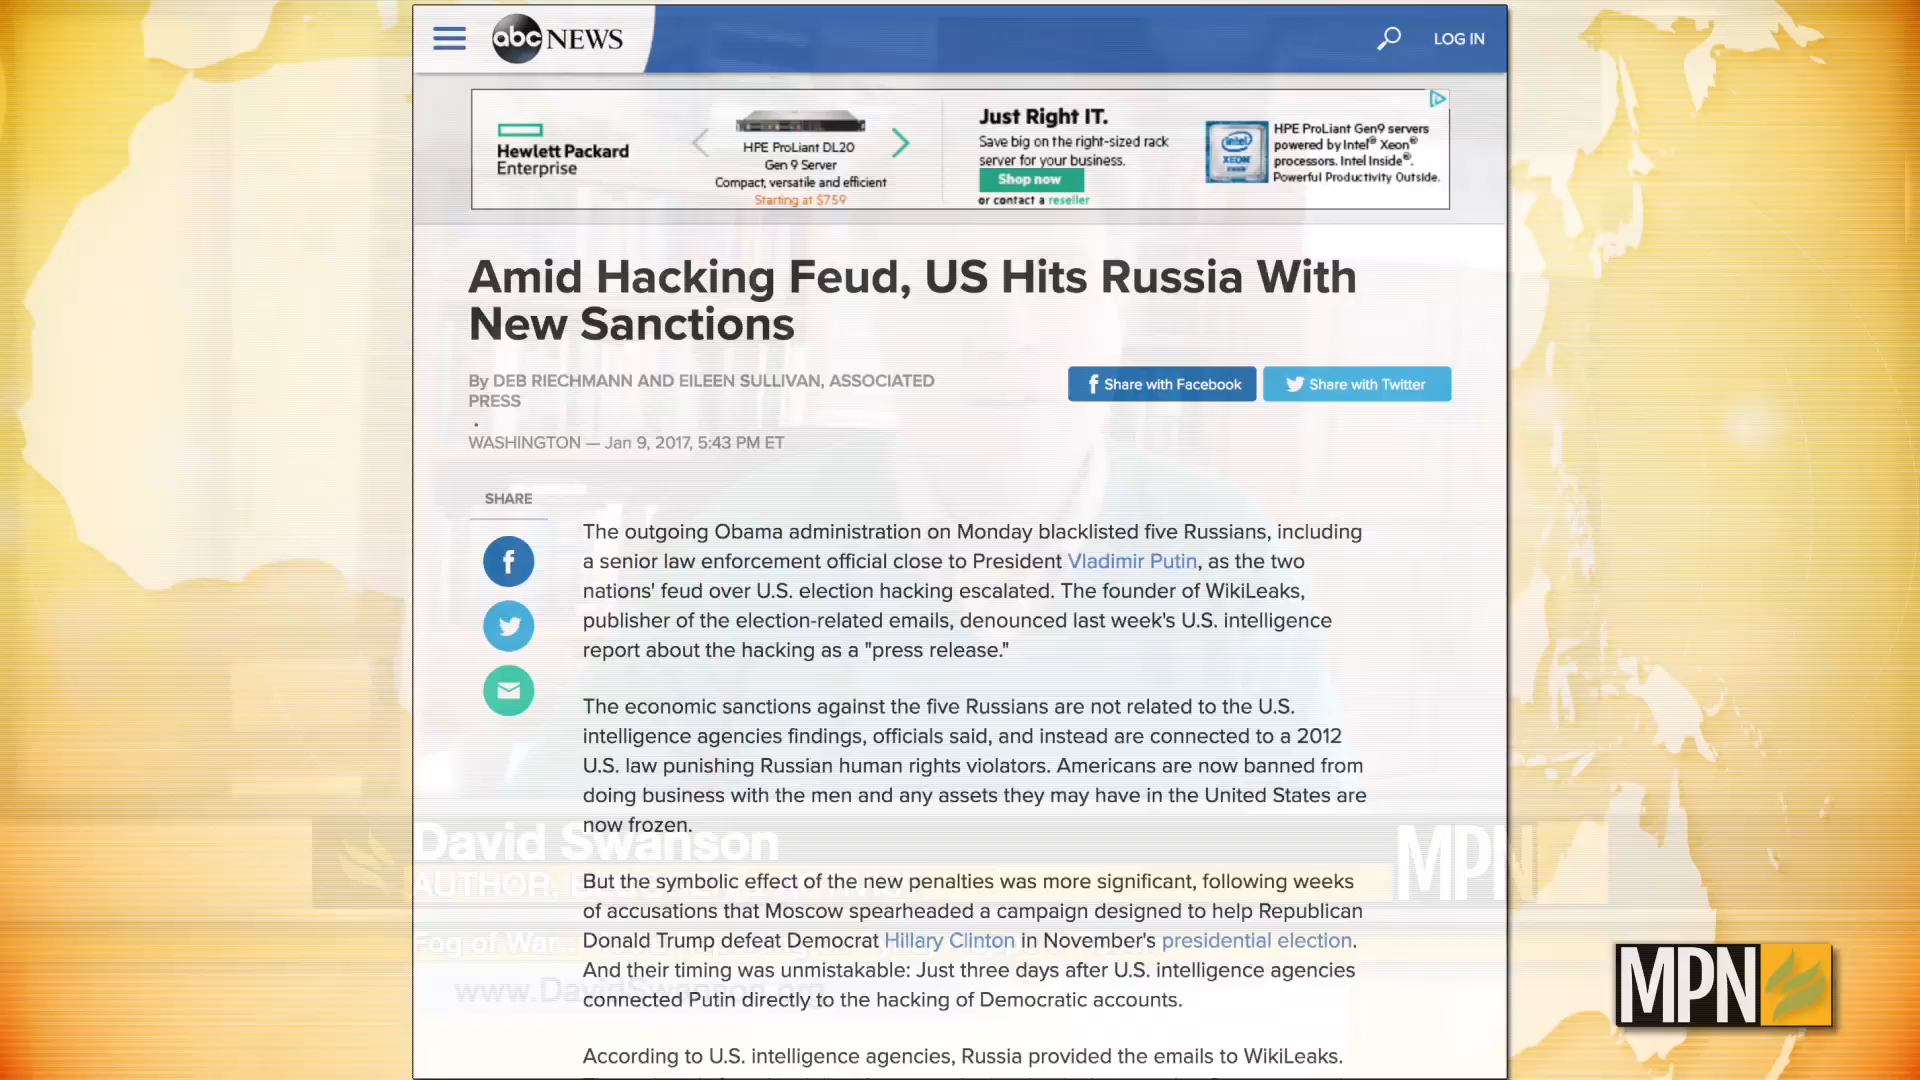 abc NEWS
LOG IN
Hewlett Packard
Enterprise
HPE ProLiant DL20
Gen 9 Server
Compact, versatile and efficient
Starting at $759
Just Right IT.
Save big on the right-sized rack
server for your business.
Shop now
or contact a reseller
intel
XEON
inside
HPE ProLiant Gen9 servers
powered by Intel® Xeon®
processors. Intel Inside®.
Powerful Productivity Outside.
Amid Hacking Feud, US Hits Russia With
New Sanctions
By DEB RIECHMANN AND EILEEN SULLIVAN, ASSOCIATED
PRESS
Share with Facebook
Share with Twitter
WASHINGTON — Jan 9, 2017, 5:43 PM ET
SHARE
The outgoing Obama administration on Monday blacklisted five Russians, including
a senior law enforcement official close to President Vladimir Putin, as the two
nations' feud over U.S. election hacking escalated. The founder of WikiLeaks,
publisher of the election-related emails, denounced last week's U.S. intelligence
report about the hacking as a "press release."
The economic sanctions against the five Russians are not related to the U.S.
intelligence agencies findings, officials said, and instead are connected to a 2012
U.S. law punishing Russian human rights violators. Americans are now banned from
doing business with the men and any assets they may have in the United States are
now frozen.
David Swanson
MPN
AUTHOR,
But the symbolic effect of the new penalties was more significant, following weeks
of accusations that Moscow spearheaded a campaign designed to help Republican
Donald Trump defeat Democrat Hillary Clinton in November's presidential election.
Fog of War
And their timing was unmistakable: Just three days after U.S. intelligence agencies
connected Putin directly to the hacking of Democratic accounts.
www.DavidSwanson.org
MPN
According to U.S. intelligence agencies, Russia provided the emails to WikiLeaks.